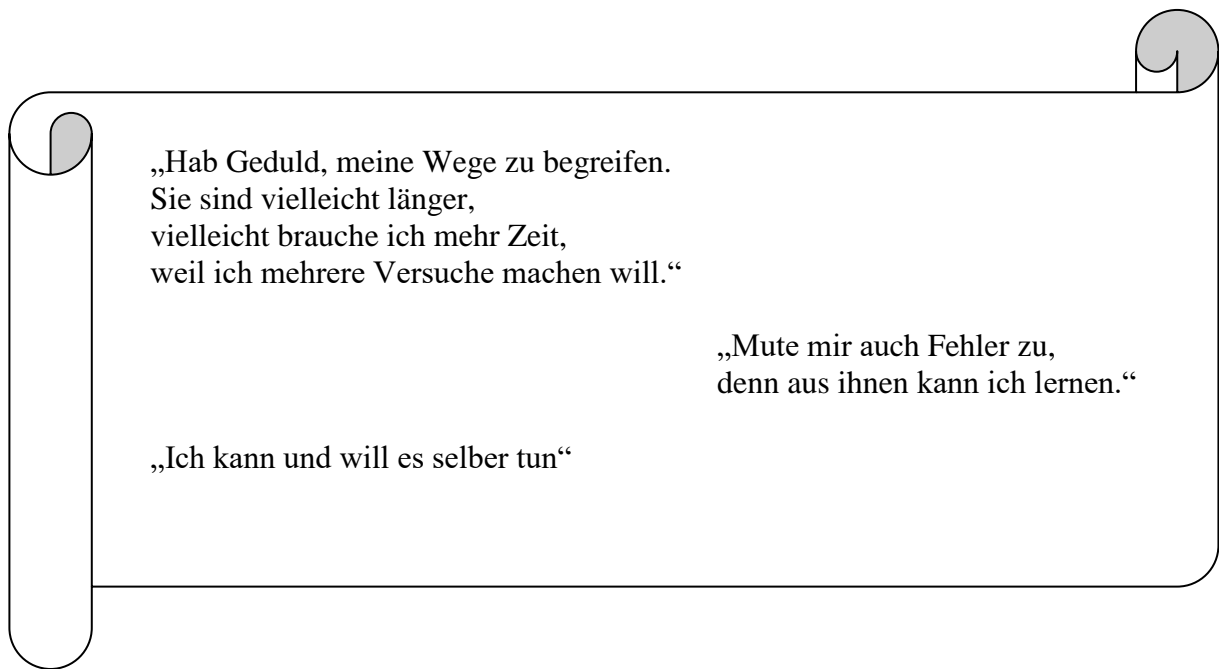 „Hab Geduld, meine Wege zu begreifen.
Sie sind vielleicht länger,
vielleicht brauche ich mehr Zeit,
weil ich mehrere Versuche machen will.“
„Mute mir auch Fehler zu,
denn aus ihnen kann ich lernen.“
„Ich kann und will es selber tun“